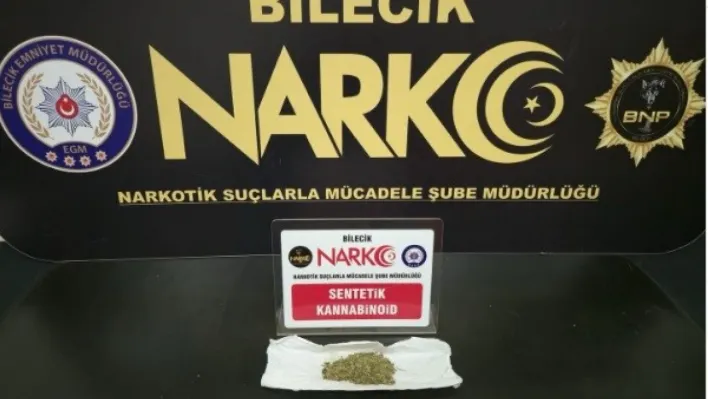 BİLECİK
BİLECİK EMNİYET MÜDÜRLÜĞÜ
EGM
NARKO
BNP
NARKOTİK SUÇLARLA MÜCADELE ŞUBE MÜDÜRLÜĞÜ
BİLECİK
NARKO
NARKO
NARKOTİK SUÇLARLA MÜCADELE ŞUBE MÜDÜRLÜĞÜ
SENTETİK
KANNABİNOİD